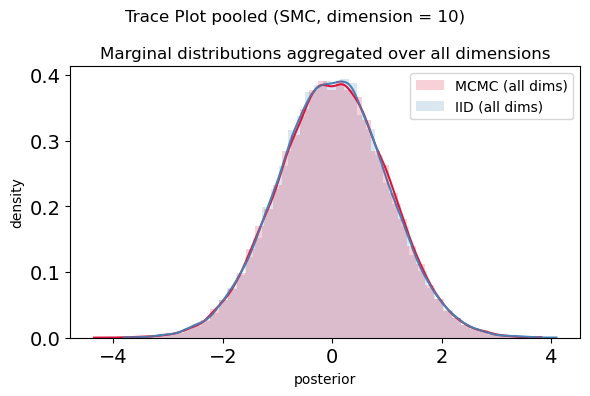 Trace Plot pooled (SMC, dimension = 10)
Marginal distributions aggregated over all dimensions
MCMC (all dims)
IID (all dims)
0.4
0.3
0.2
0.1
0.0
density
−4
−2
0
2
4
posterior